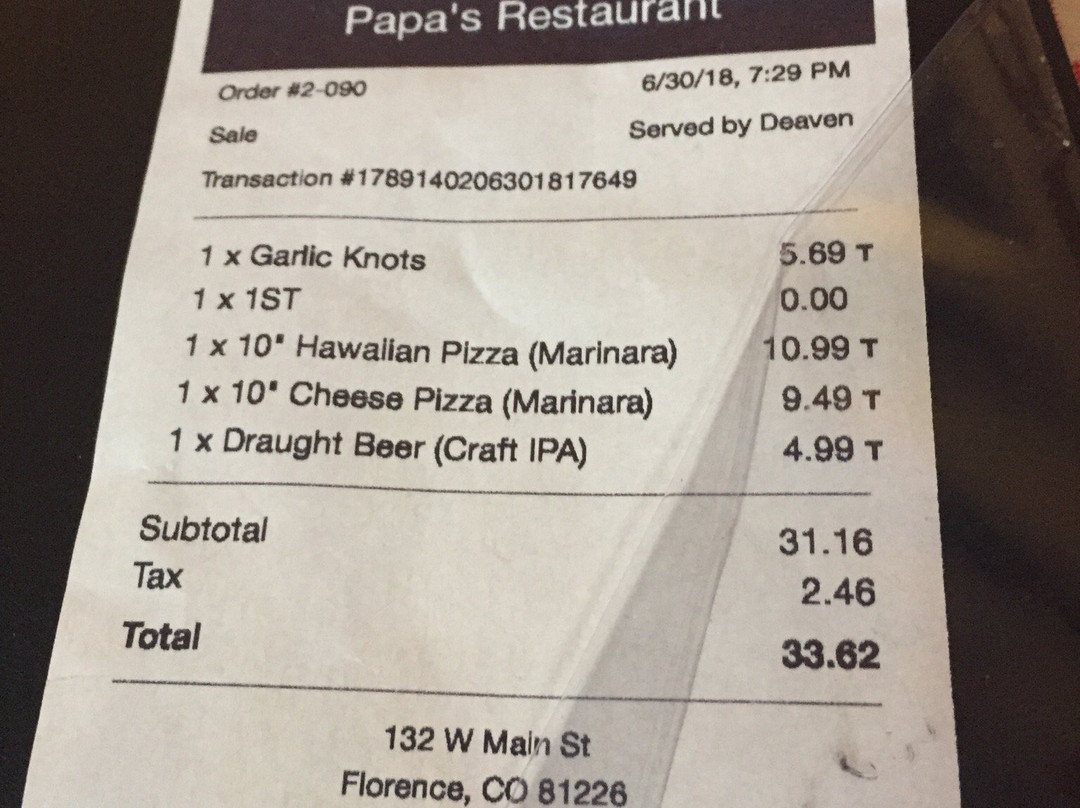 Papa's Restaurant
Order #2-090 6/30/18, 7:29 PM
Sale Served by Deaven
Transaction #1789140206301817649
1 x Garlic Knots 5.69 T
1 x 1ST 0.00
1 x 10" Hawaiian Pizza (Marinara) 10.99 T
1 x 10" Cheese Pizza (Marinara) 9.49 T
1 x Draught Beer (Craft IPA) 4.99 T
Subtotal 31.16
Tax 2.46
Total 33.62
132 W Main St
Florence, CO 81226